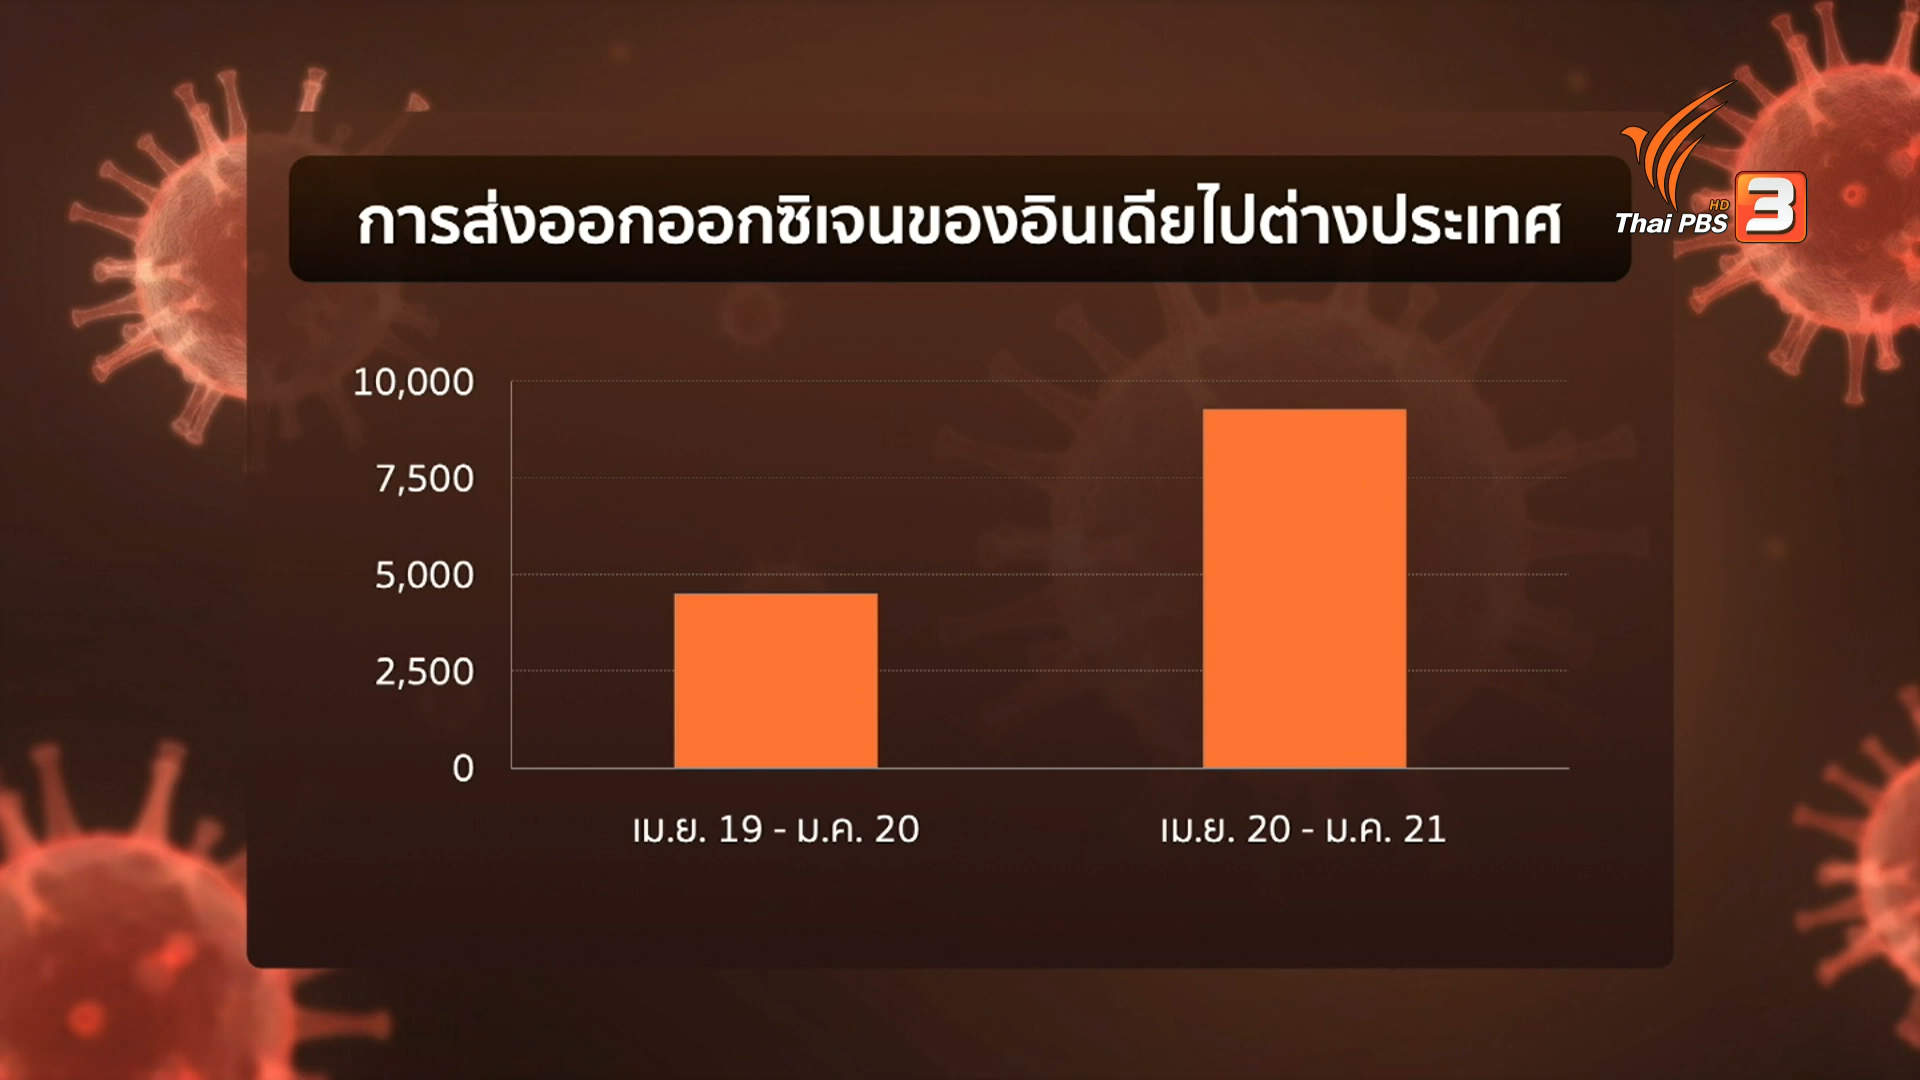 การส่งออกออกซิเจนของอินเดียไปต่างประเทศ
HD
Thai PBS 3
10,000
7,500
5,000
2,500
0
เม.ย. 19 - ม.ค. 20
เม.ย. 20 - ม.ค. 21